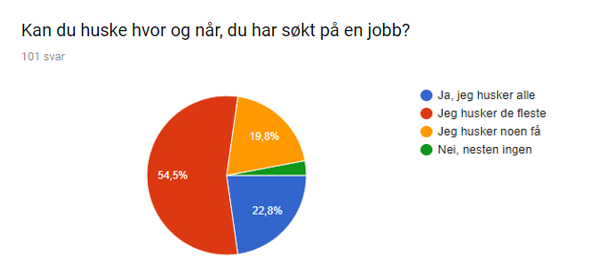 Kan du huske hvor og når, du har søkt på en jobb?
101 svar
Ja, jeg husker alle
Jeg husker de fleste
Jeg husker noen få
Nei, nesten ingen
19,8%
54,5%
22,8%